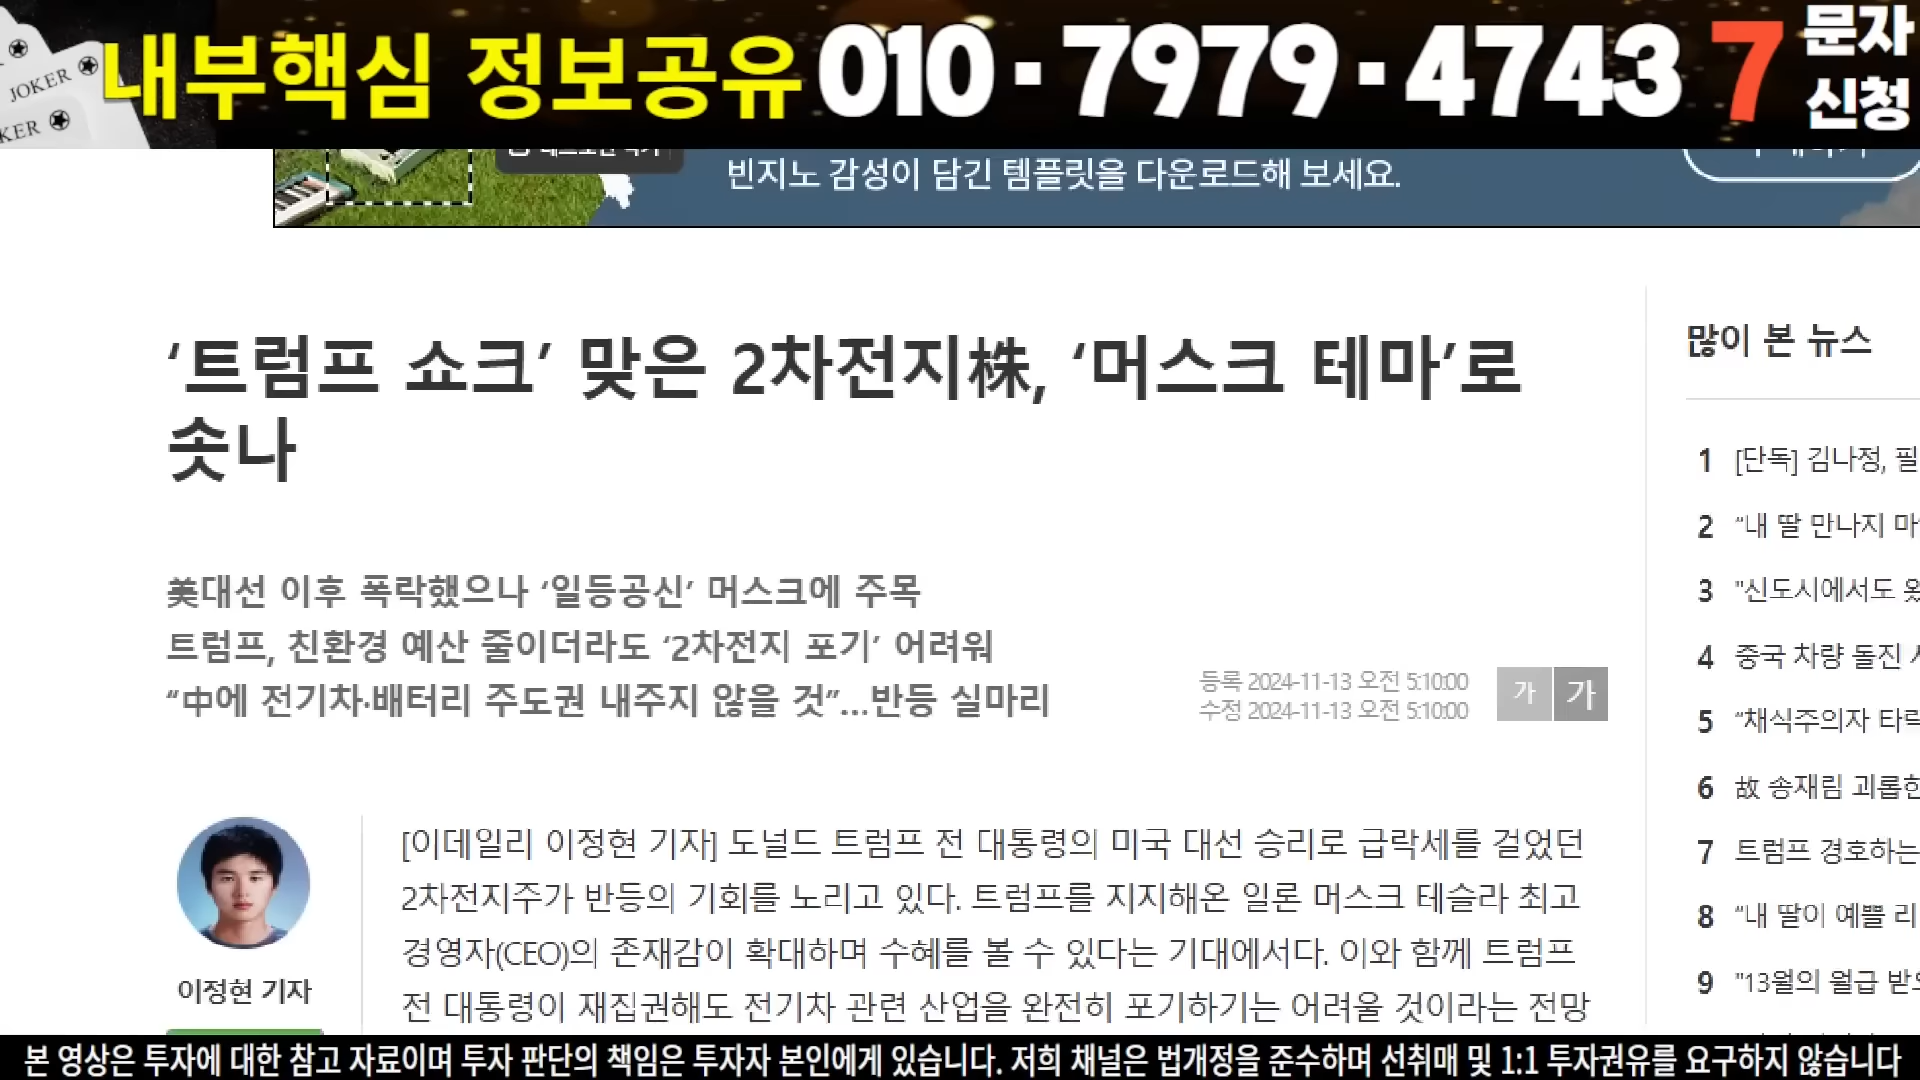 JOKER
KER
내부핵심 정보공유 010·7979·4743 7 문자 신청
빈지노 감성이 담긴 템플릿을 다운로드해 보세요.
‘트럼프 쇼크’ 맞은 2차전지株, ‘머스크 테마’로
솟나
美대선 이후 폭락했으나 ‘일등공신’ 머스크에 주목
트럼프, 친환경 예산 줄이더라도 ‘2차전지 포기’ 어려워
“中에 전기차·배터리 주도권 내주지 않을 것”…반등 실마리
등록 2024-11-13 오전 5:10:00
수정 2024-11-13 오전 5:10:00
가 가
이정현 기자
[이데일리 이정현 기자] 도널드 트럼프 전 대통령의 미국 대선 승리로 급락세를 걸었던
2차전지주가 반등의 기회를 노리고 있다. 트럼프를 지지해온 일론 머스크 테슬라 최고
경영자(CEO)의 존재감이 확대하며 수혜를 볼 수 있다는 기대에서다. 이와 함께 트럼프
전 대통령이 재집권해도 전기차 관련 산업을 완전히 포기하기는 어려울 것이라는 전망
많이 본 뉴스
1 [단독] 김나정, 필
2 “내 딸 만나지 마
3 "신도시에서도
4 중국 차량 돌진
5 “채식주의자 타락
6 故 송재림 괴롭힌
7 트럼프 경호하는
8 “내 딸이 예쁠 리
9 "13월의 월급 받으
본 영상은 투자에 대한 참고 자료이며 투자 판단의 책임은 투자자 본인에게 있습니다. 저희 채널은 법개정을 준수하며 선취매 및 1:1 투자권유를 요구하지 않습니다